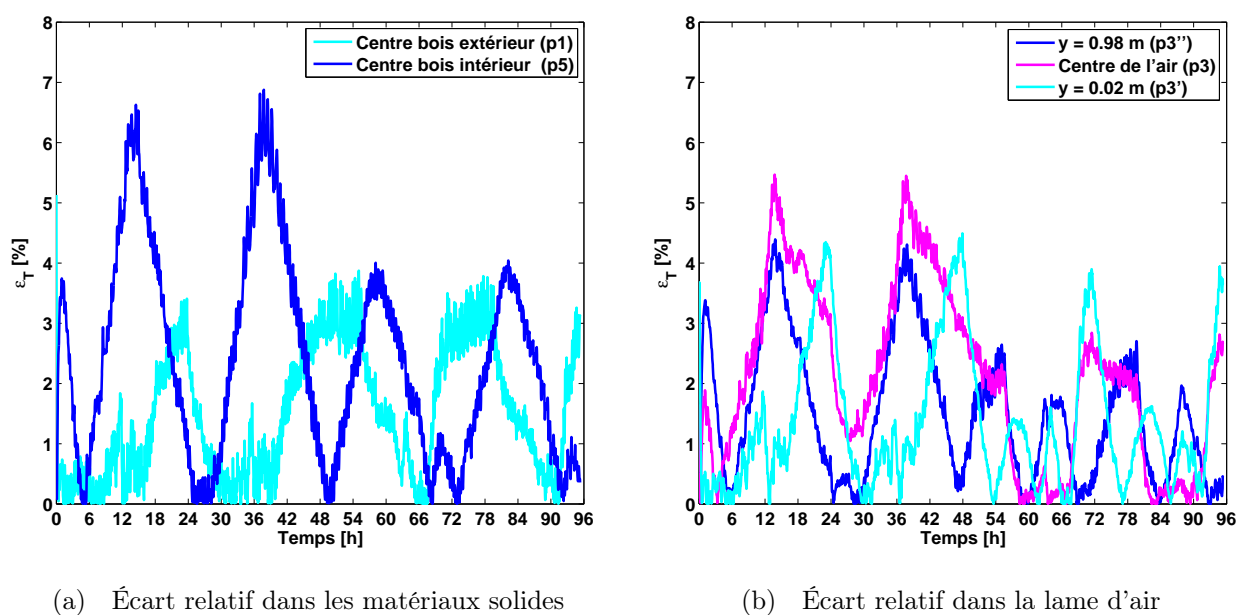 8
7
6
5
4
3
2
1
0
ε_T [%]
Centre bois extérieur (p1)
Centre bois intérieur (p5)
0 6 12 18 24 30 36 42 48 54 60 66 72 78 84 90 96
Temps [h]
(a) Écart relatif dans les matériaux solides
8
7
6
5
4
3
2
1
0
ε_T [%]
y = 0.98 m (p3'')
Centre de l'air (p3)
y = 0.02 m (p3')
0 6 12 18 24 30 36 42 48 54 60 66 72 78 84 90 96
Temps [h]
(b) Écart relatif dans la lame d'air